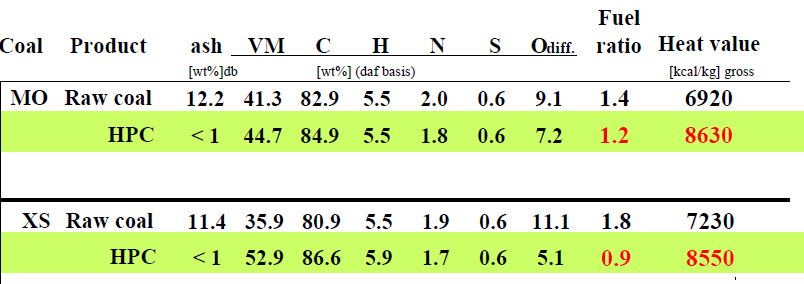 Fuel
Coal Product ash VM C H N S Odiff. ratio Heat value
[wt%]db [wt%] (daf basis) [kcal/kg] gross
MO Raw coal 12.2 41.3 82.9 5.5 2.0 0.6 9.1 1.4 6920
HPC < 1 44.7 84.9 5.5 1.8 0.6 7.2 1.2 8630
XS Raw coal 11.4 35.9 80.9 5.5 1.9 0.6 11.1 1.8 7230
HPC < 1 52.9 86.6 5.9 1.7 0.6 5.1 0.9 8550